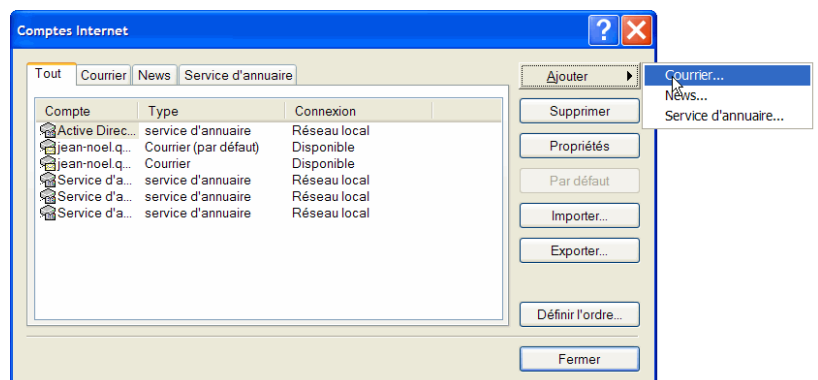 Comptes Internet
Tout Courrier News Service d'annuaire
Ajouter
Courrier...
News...
Service d'annuaire...
Compte Type Connexion
Active Direc... service d'annuaire Réseau local
jean-noel.q... Courrier (par défaut) Disponible
jean-noel.q... Courrier Disponible
Service d'a... service d'annuaire Réseau local
Service d'a... service d'annuaire Réseau local
Service d'a... service d'annuaire Réseau local
Supprimer
Propriétés
Par défaut
Importer...
Exporter...
Définir l'ordre...
Fermer